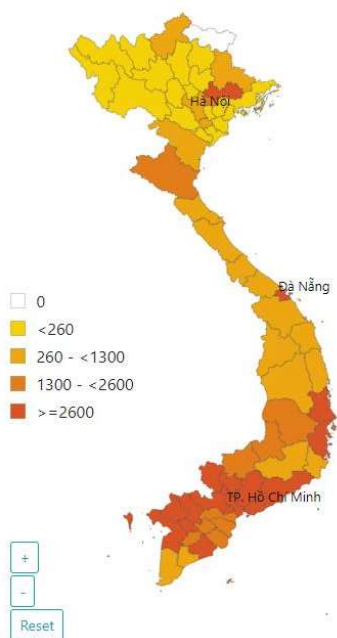 Hà Nội
Đà Nẵng
0
<260
260 - <1300
1300 - <2600
>=2600
TP. Hồ Chí Minh
+
-
Reset